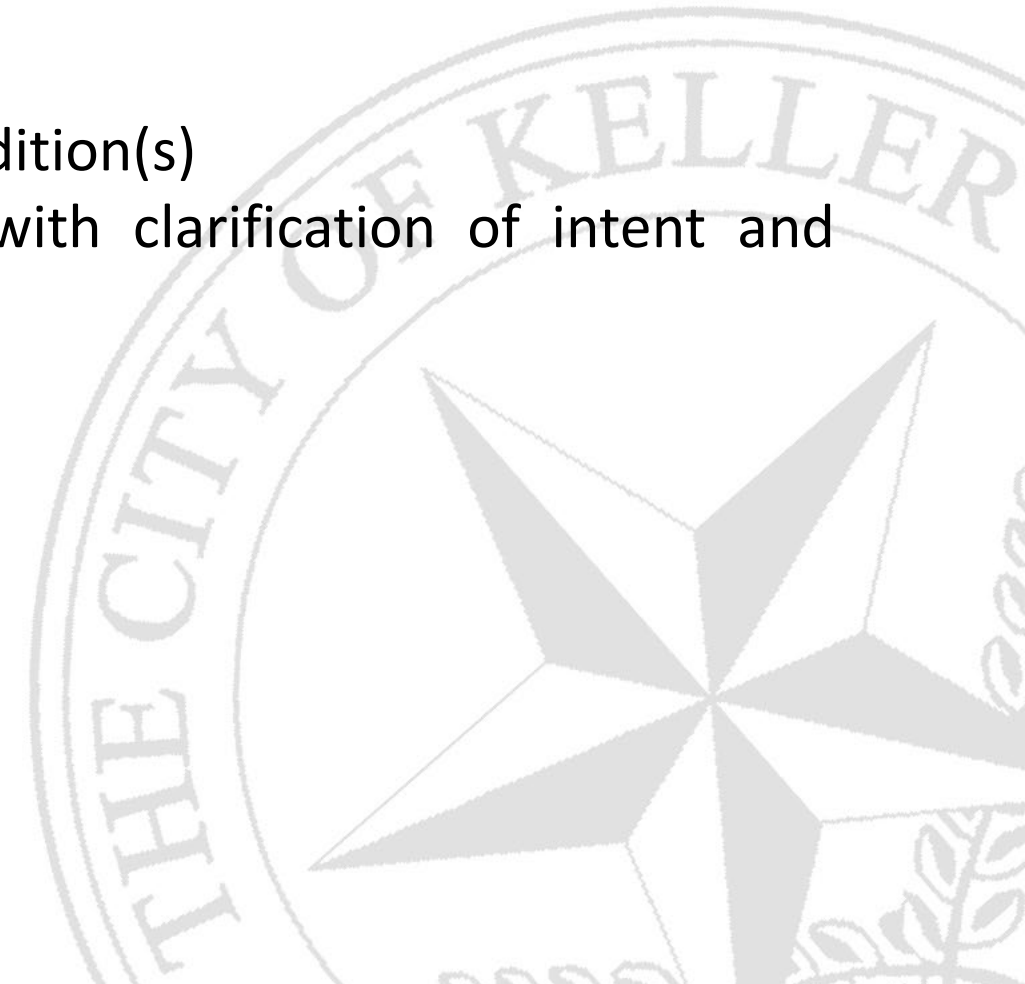 dition(s)
with clarification of intent and
THE CITY OF KELLER